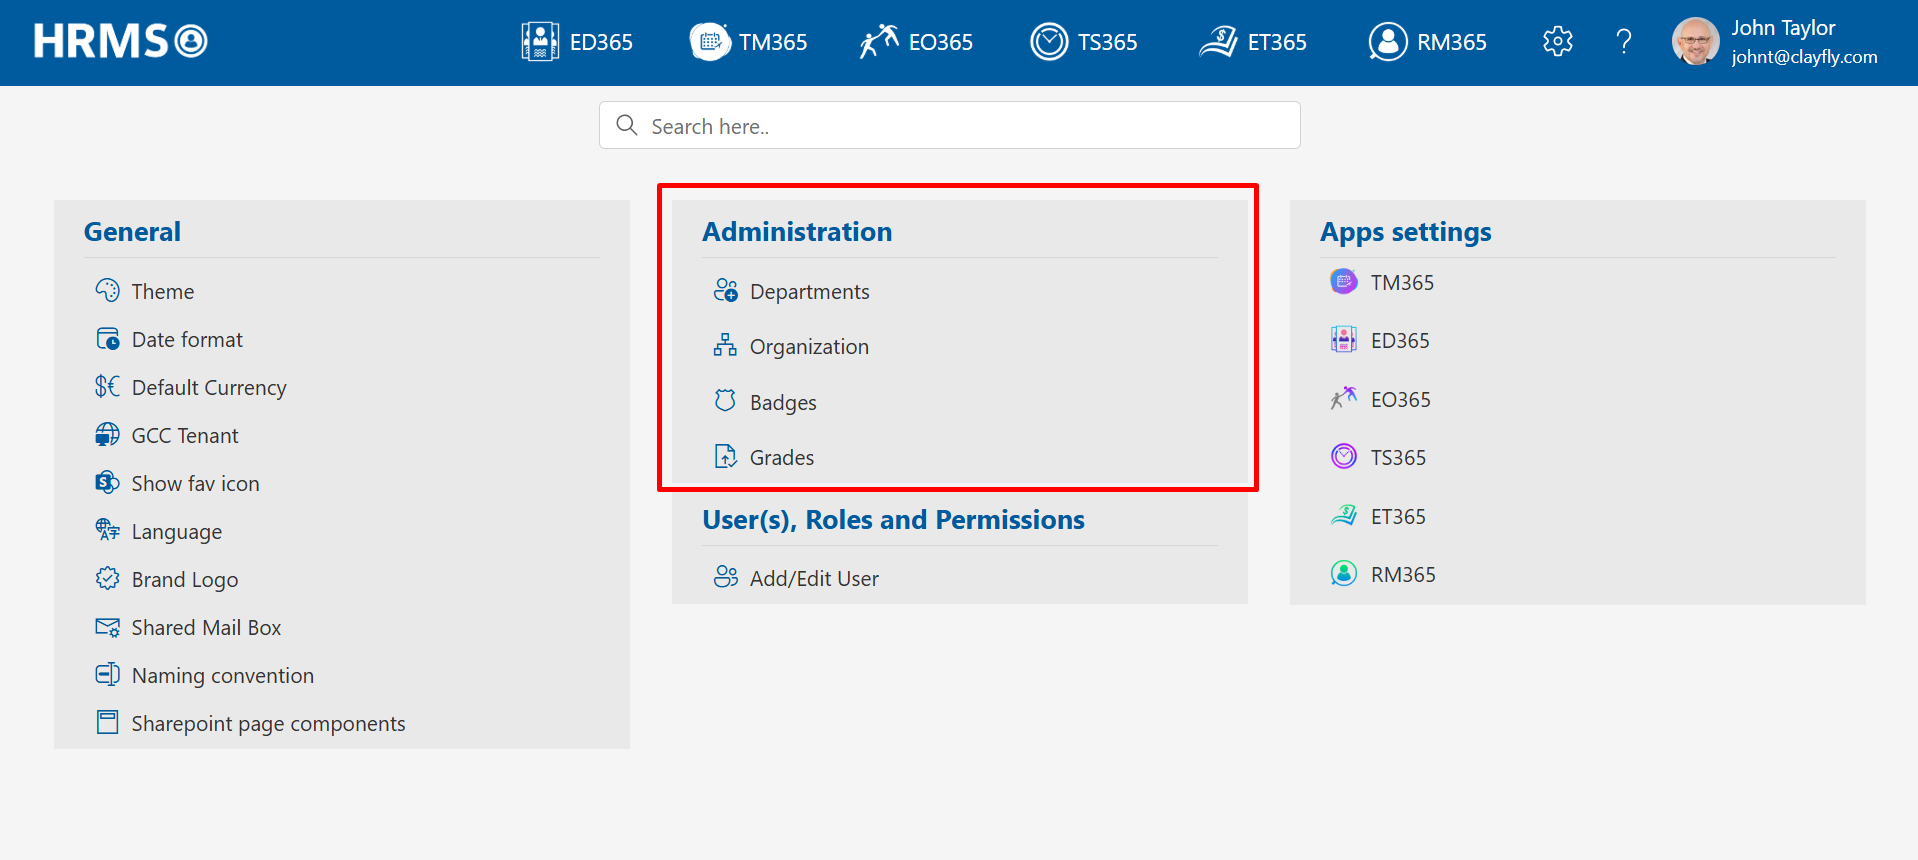 HRMS
ED365
TM365
EO365
TS365
ET365
RM365
?
John Taylor
johnt@clayfly.com
Search here..
General
Theme
Date format
Default Currency
GCC Tenant
Show fav icon
Language
Brand Logo
Shared Mail Box
Naming convention
Sharepoint page components
Administration
Departments
Organization
Badges
Grades
User(s), Roles and Permissions
Add/Edit User
Apps settings
TM365
ED365
EO365
TS365
ET365
RM365